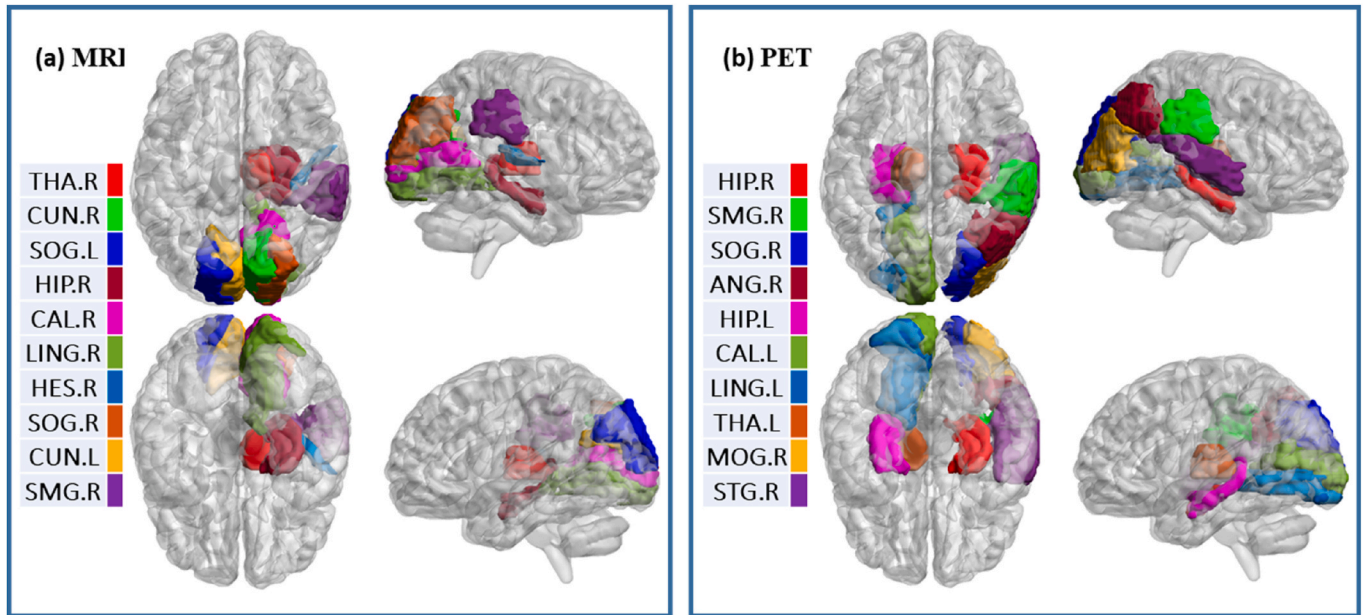 (a) MRI
THA.R
CUN.R
SOG.L
HIP.R
CAL.R
LING.R
HES.R
SOG.R
CUN.L
SMG.R
(b) PET
HIP.R
SMG.R
SOG.R
ANG.R
HIP.L
CAL.L
LING.L
THA.L
MOG.R
STG.R